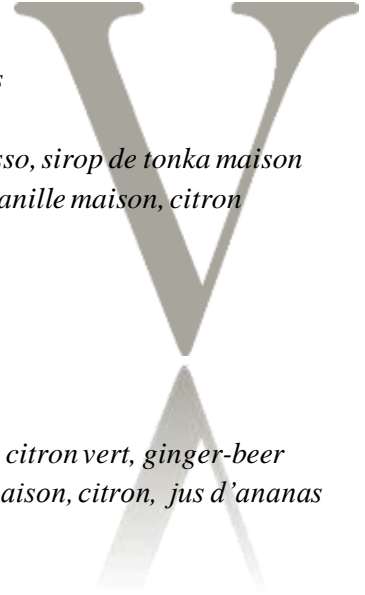 V
s
sso, sirop de tonka maison
anille maison, citron
citron vert, ginger-beer
aison, citron, jus d'ananas